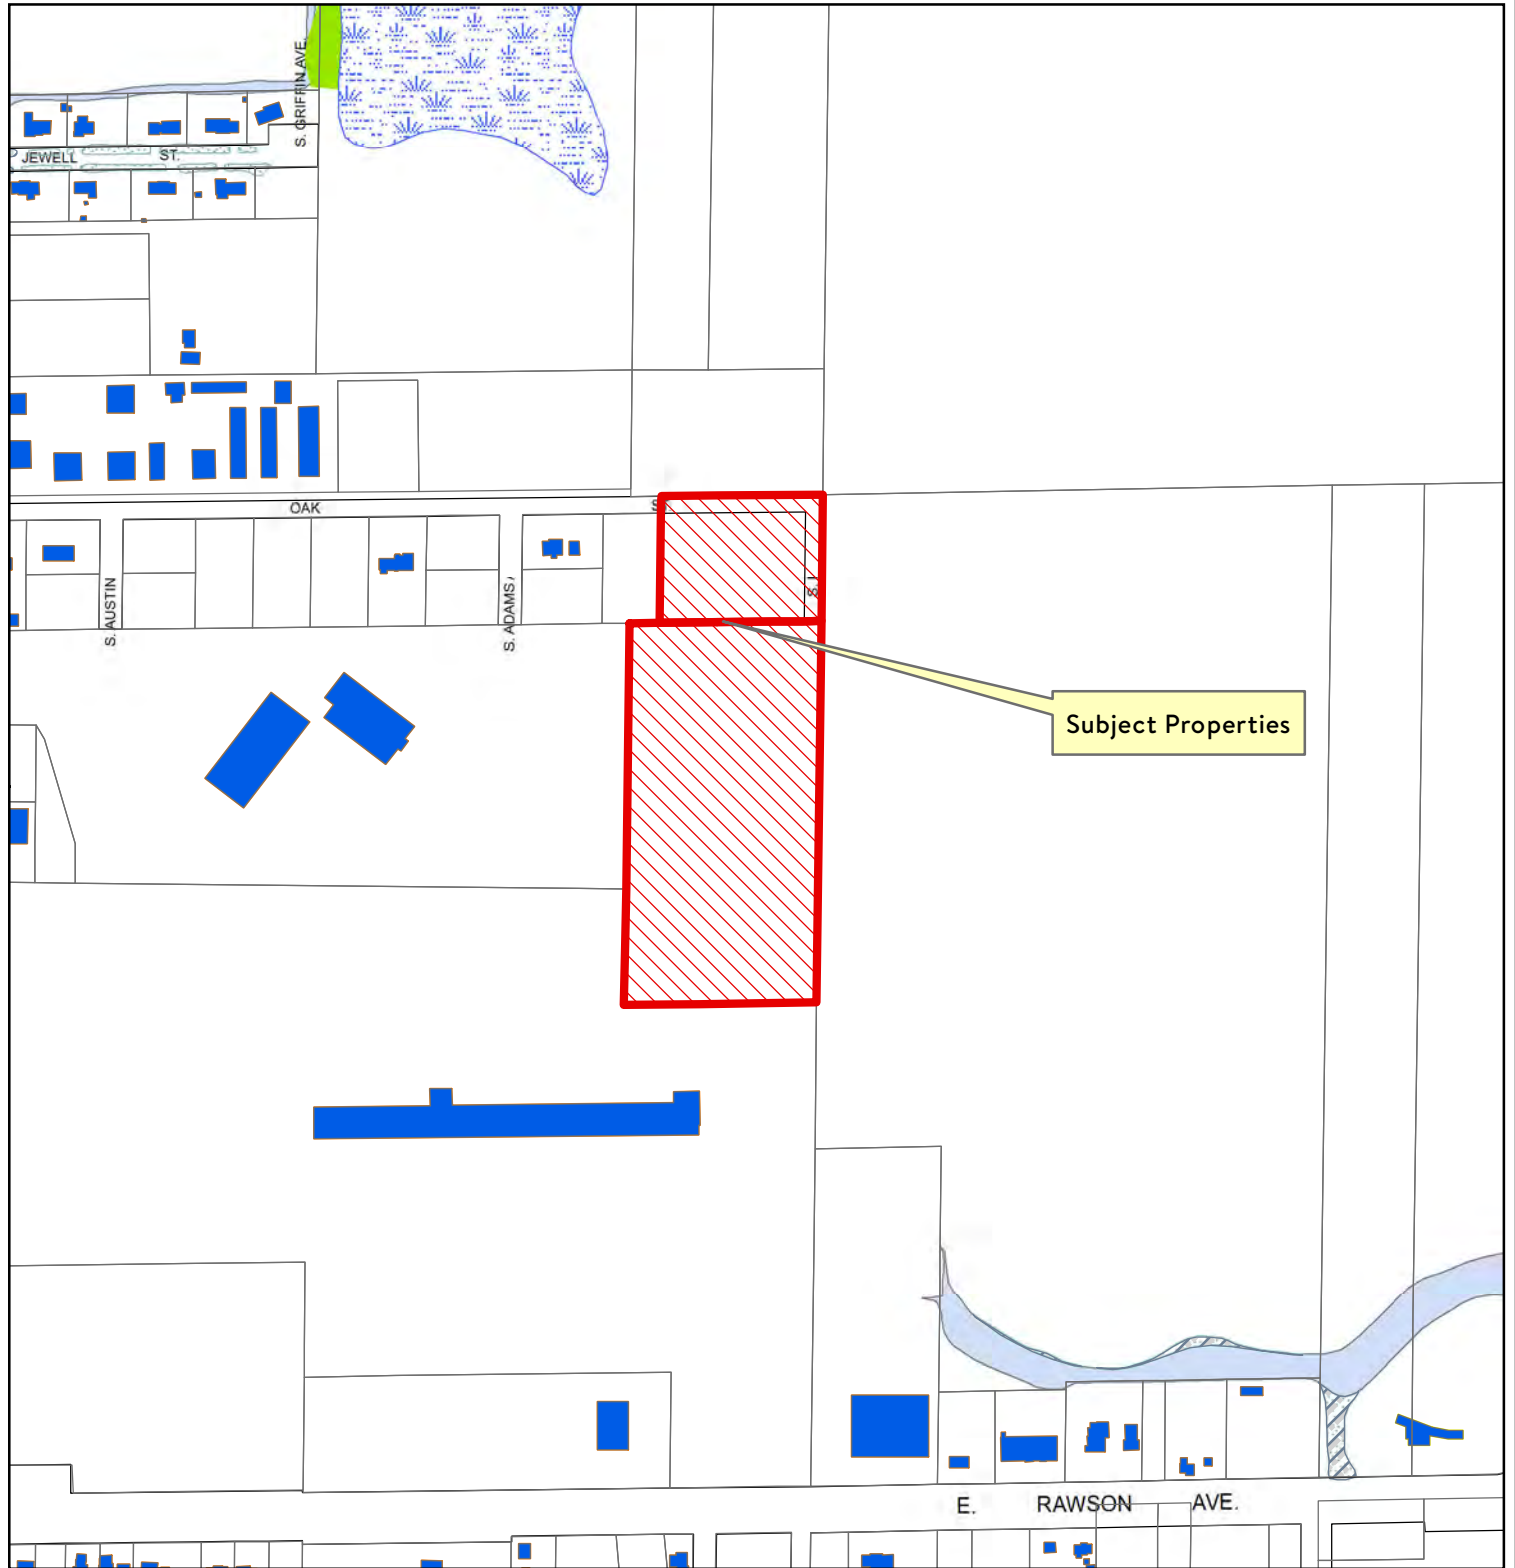 S. GRIFFIN AVE.
JEWELL ST.
OAK
S. AUSTIN
S. ADAMS
Subject Properties
E. RAWSON AVE.